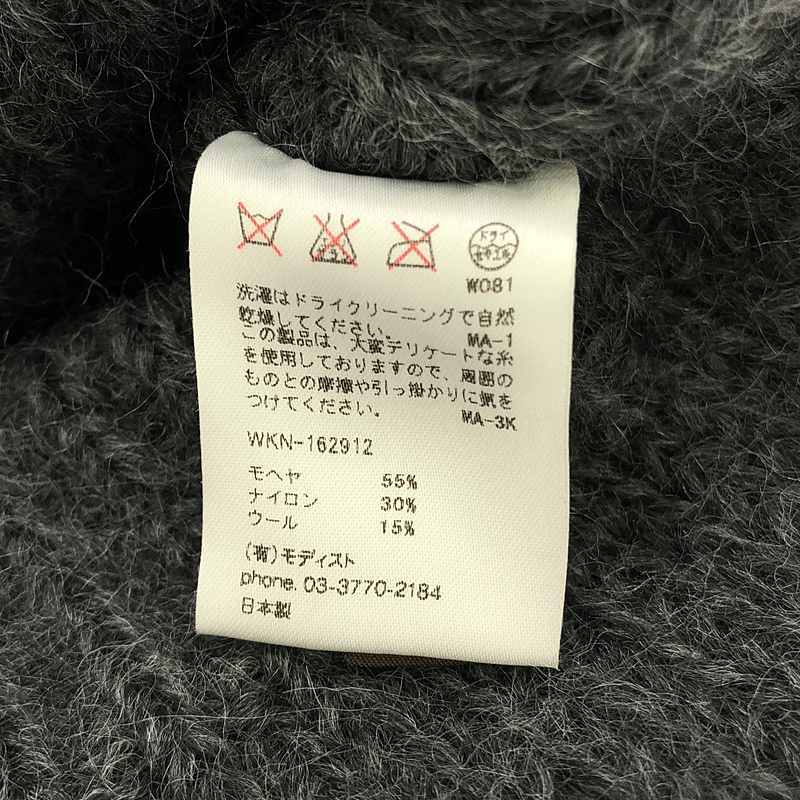 ドライ
セキユ系
W081
洗濯はドライクリーニングで自然
乾燥してください。 MA-1
この製品は、大変デリケートな糸
を使用しておりますので、周囲の
ものとの摩擦や引っ掛かりに気を
つけてください。 MA-3K
WKN-162912
モヘヤ 55%
ナイロン 30%
ウール 15%
(有)モディスト
phone. 03-3770-2184
日本製